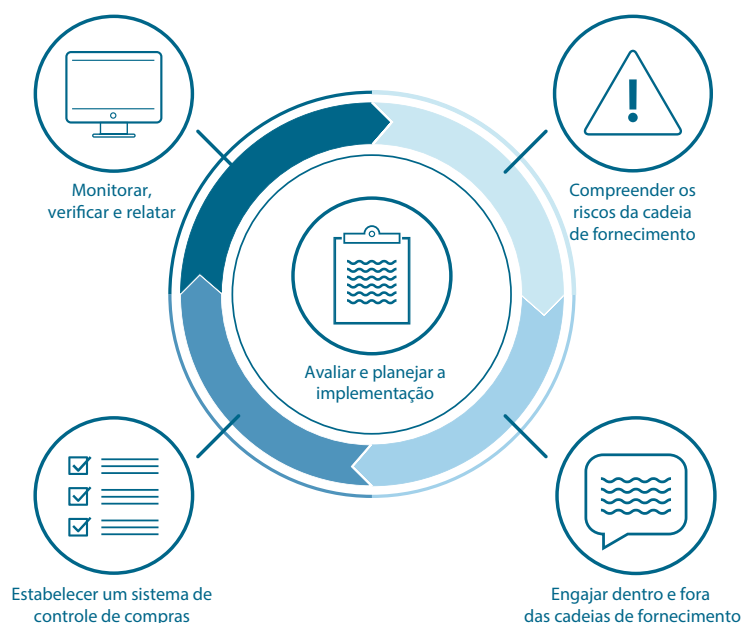 Monitorar,
verificar e relatar
Compreender os
riscos da cadeia
de fornecimento
Avaliar e planejar a
implementação
Estabelecer um sistema de
controle de compras
Engajar dentro e fora
das cadeias de fornecimento